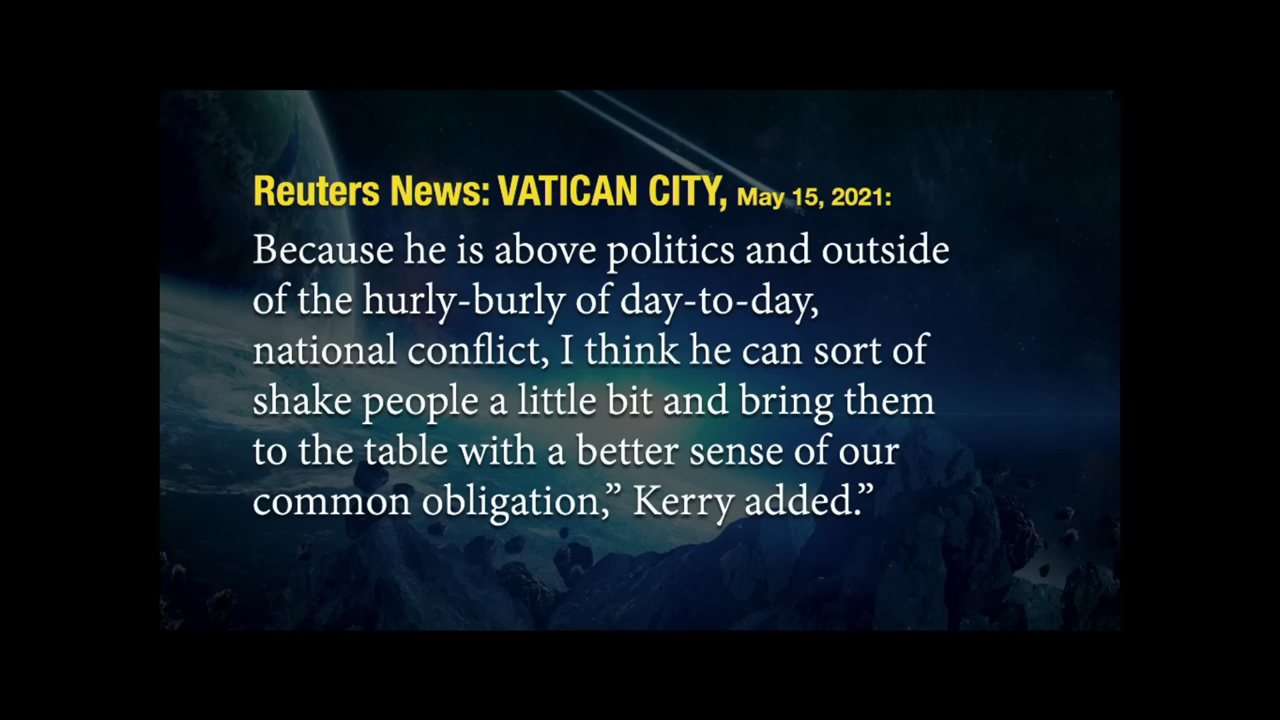 Reuters News: VATICAN CITY, May 15, 2021:
Because he is above politics and outside
of the hurly-burly of day-to-day,
national conflict, I think he can sort of
shake people a little bit and bring them
to the table with a better sense of our
common obligation,” Kerry added.”